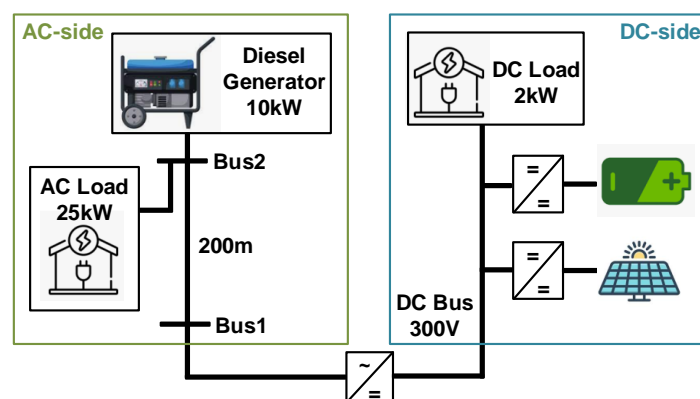 AC-side
DC-side
Diesel
Generator
10kW
DC Load
2kW
Bus2
AC Load
25kW
200m
DC Bus
300V
Bus1
=
=
=
=
~
=